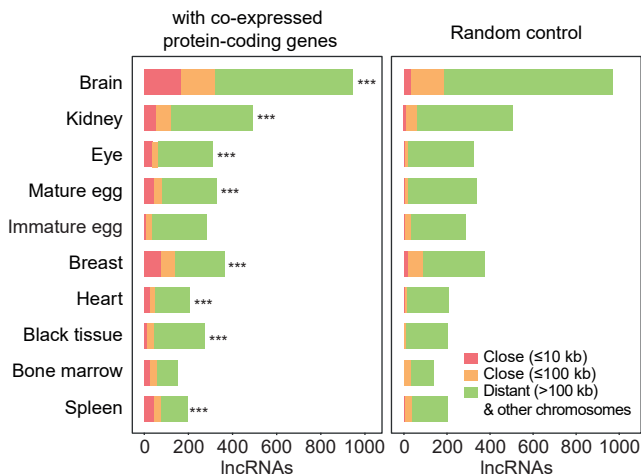 with co-expressed
protein-coding genes
Random control
Brain
***
Kidney
***
Eye
***
Mature egg
***
Immature egg
Breast
***
Heart
***
Black tissue
***
Bone marrow
Spleen
***
Close (≤10 kb)
Close (≤100 kb)
Distant (>100 kb)
& other chromosomes
0 200 400 600 800 1000
0 200 400 600 800 1000
lncRNAs
lncRNAs